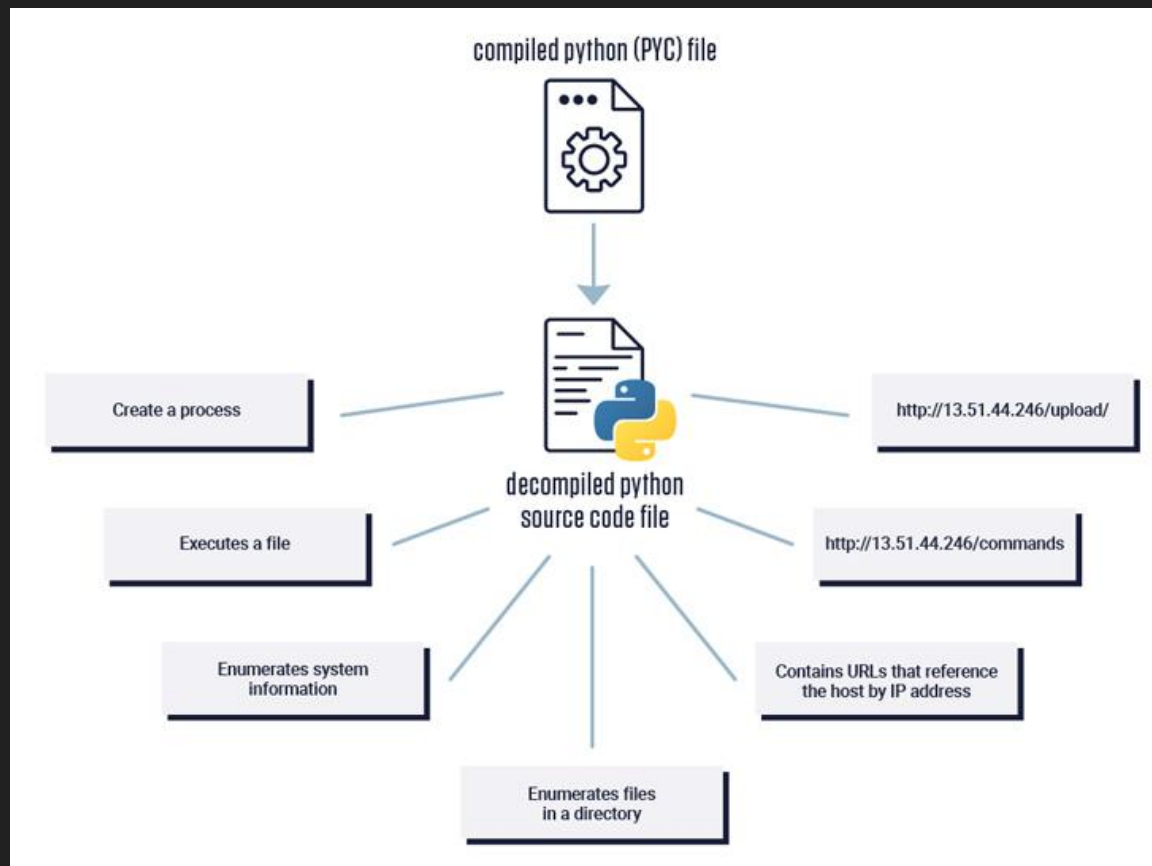 compiled python (PYC) file
decompiled python
source code file
Create a process
http://13.51.44.246/upload/
Executes a file
http://13.51.44.246/commands
Enumerates system
information
Contains URLs that reference
the host by IP address
Enumerates files
in a directory